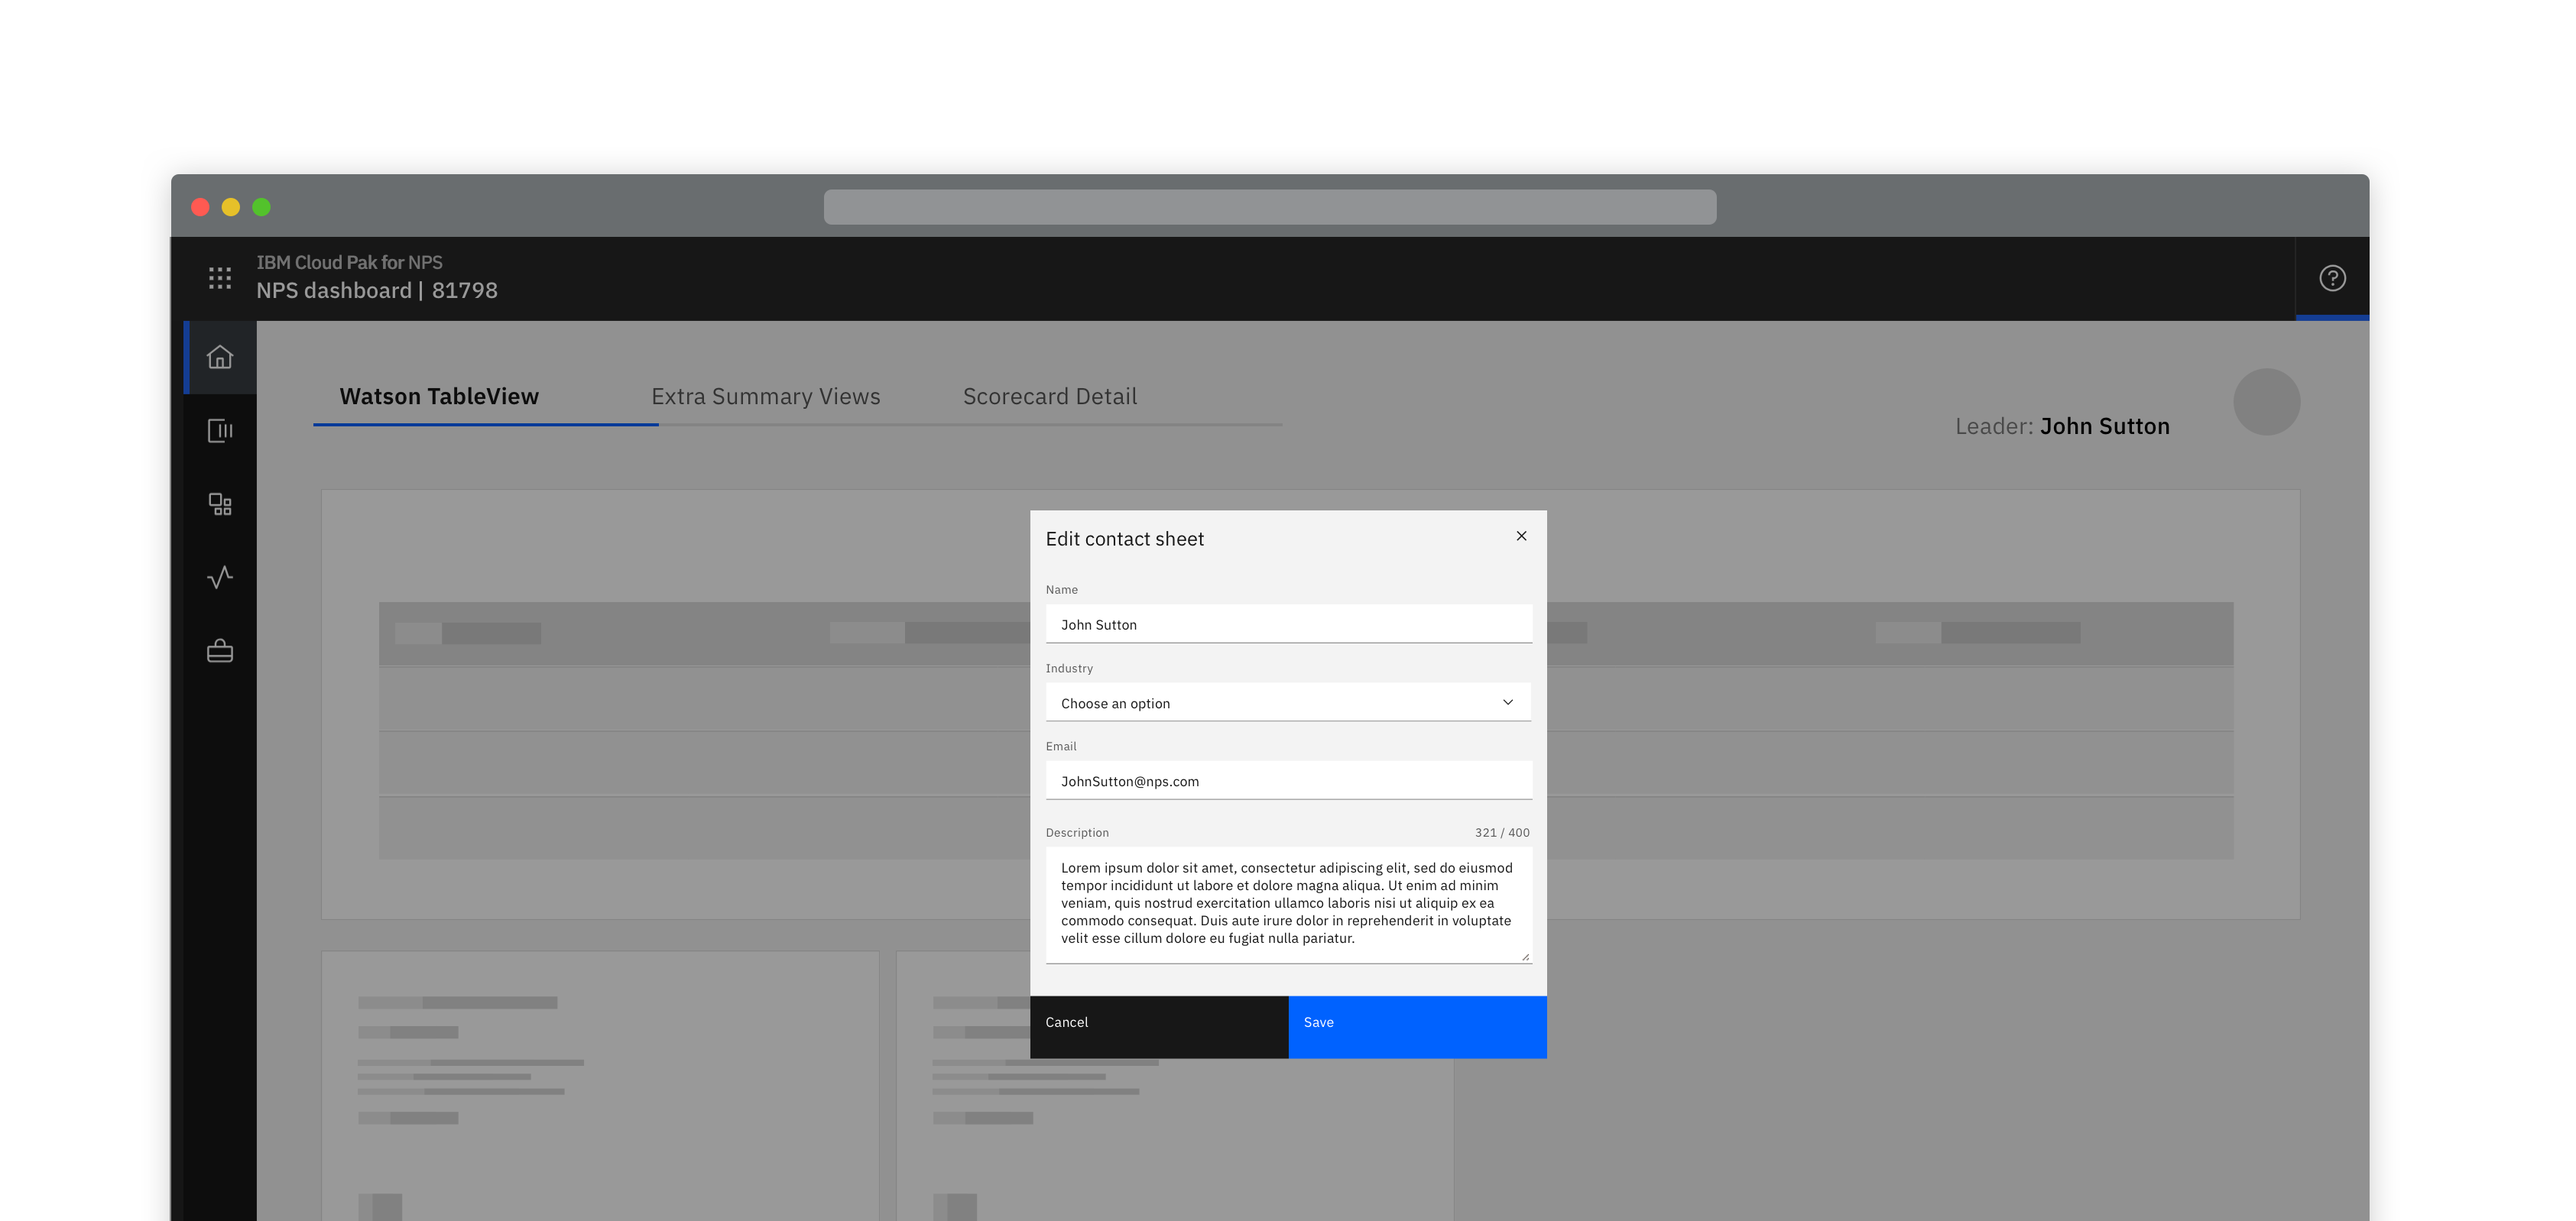 IBM Cloud Pak for NPS
NPS dashboard | 81798
Watson TableView
Extra Summary Views
Scorecard Detail
Leader: John Sutton
Edit contact sheet
Name
John Sutton
Industry
Choose an option
Email
JohnSutton@nps.com
Description
321 / 400
Lorem ipsum dolor sit amet, consectetur adipiscing elit, sed do eiusmod
tempor incididunt ut labore et dolore magna aliqua. Ut enim ad minim
veniam, quis nostrud exercitation ullamco laboris nisi ut aliquip ex ea
commodo consequat. Duis aute irure dolor in reprehenderit in voluptate
velit esse cillum dolore eu fugiat nulla pariatur.
Cancel
Save